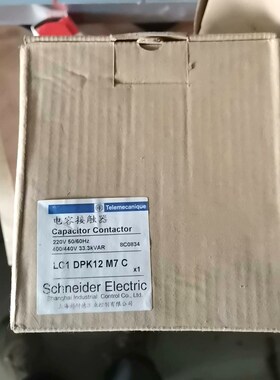 Telemecanique
电容接触器
Capacitor Contactor
220V 50/60Hz
400/440V 33.3kVAR 8C0834
LC1 DPK12 M7 C x1
Schneider Electric
Shanghai Industrial Control Co., Ltd.